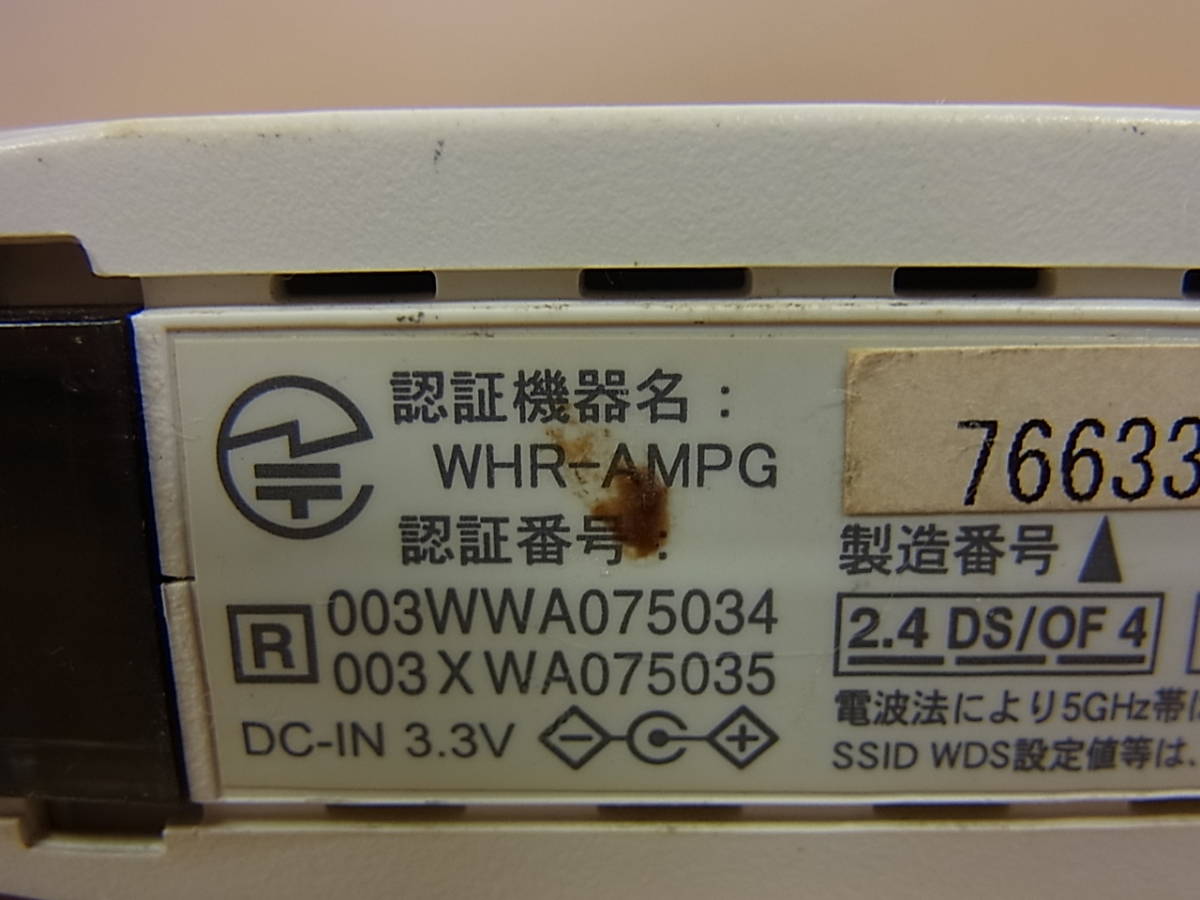 認証機器名：
WHR-AMPG
認証番号：
R 003WWA075034
003XWA075035
DC-IN 3.3V
76633
製造番号
2.4 DS/OF 4
電波法により5GHz帯は
SSID WDS設定値等は、